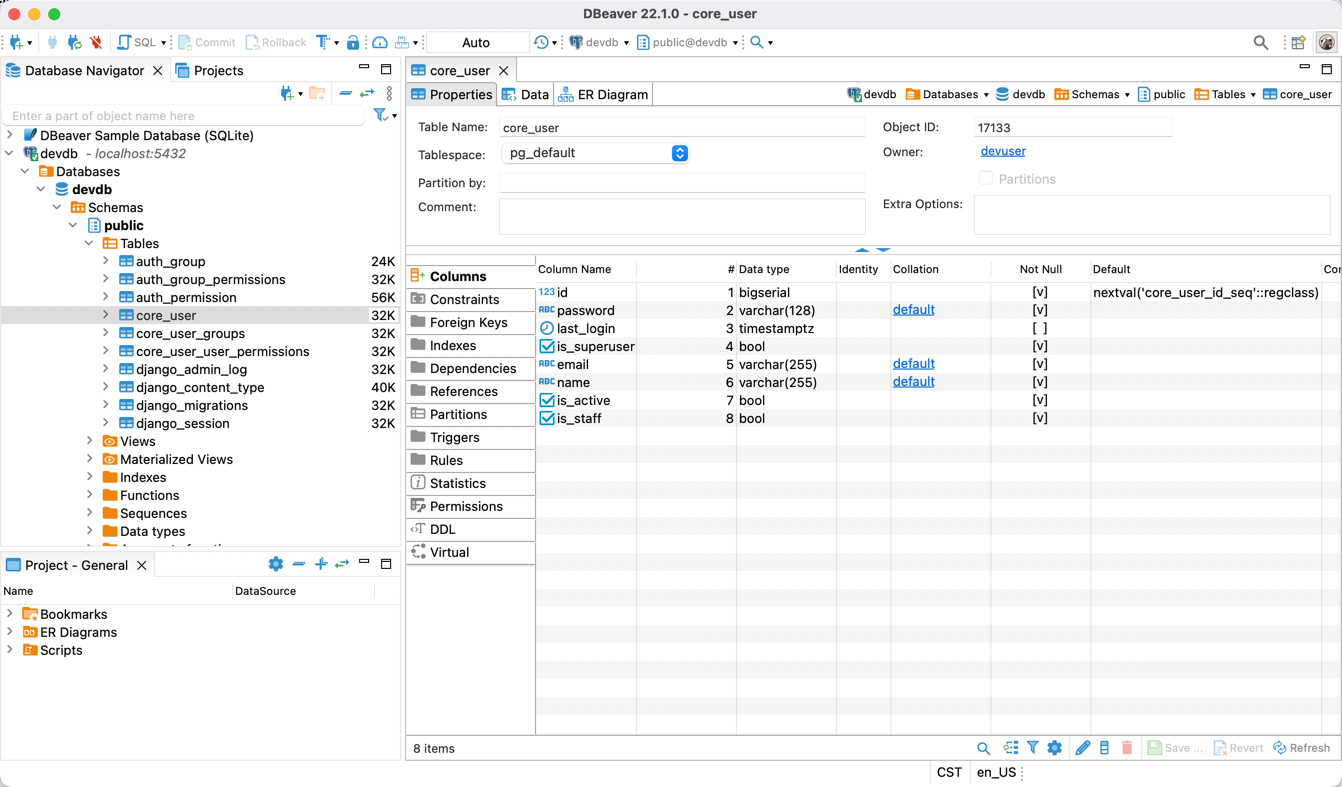 DBeaver 22.1.0 - core_user
SQL Commit Rollback Auto devdb public@devdb
Database Navigator Projects
Enter a part of object name here
DBeaver Sample Database (SQLite)
devdb - localhost:5432
Databases
devdb
Schemas
public
Tables
auth_group 24K
auth_group_permissions 32K
auth_permission 56K
core_user 32K
core_user_groups 32K
core_user_user_permissions 32K
django_admin_log 32K
django_content_type 40K
django_migrations 32K
django_session 32K
Views
Materialized Views
Indexes
Functions
Sequences
Data types
Project - General
Name DataSource
Bookmarks
ER Diagrams
Scripts
core_user
Properties Data ER Diagram devdb Databases devdb Schemas public Tables core_user
Table Name: core_user Object ID: 17133
Tablespace: pg_default Owner: devuser
Partition by: Partitions
Comment: Extra Options:
Columns
Constraints
Foreign Keys
Indexes
Dependencies
References
Partitions
Triggers
Rules
Statistics
Permissions
DDL
Virtual
Column Name # Data type Identity Collation Not Null Default Cor
123 id 1 bigserial [v] nextval('core_user_id_seq'::regclass)
ABC password 2 varchar(128) default [v]
last_login 3 timestamptz [ ]
is_superuser 4 bool [v]
ABC email 5 varchar(255) default [v]
ABC name 6 varchar(255) default [v]
is_active 7 bool [v]
is_staff 8 bool [v]
8 items Save ... Revert Refresh
CST en_US